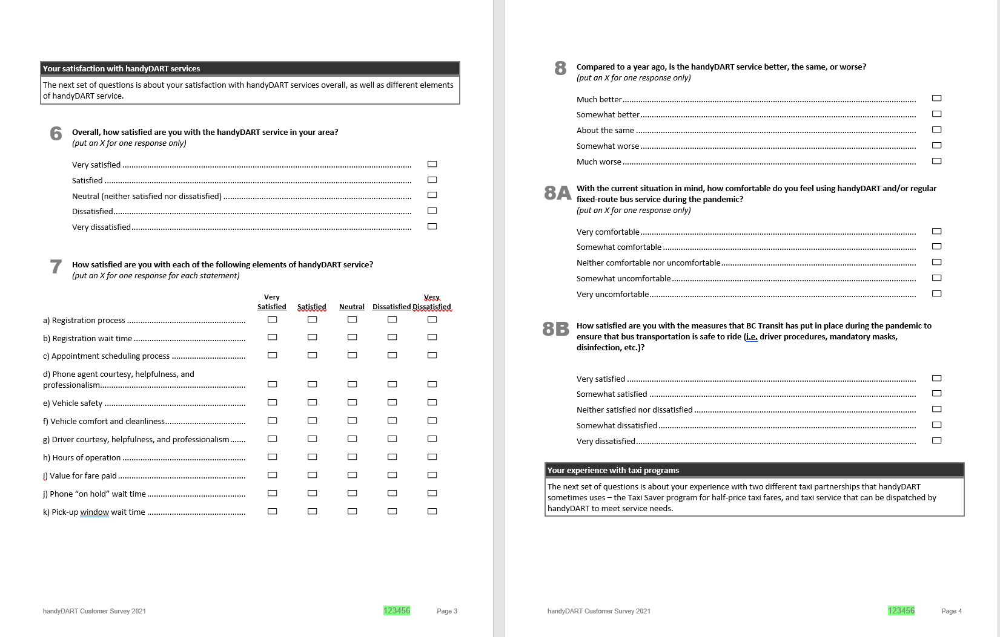 Your satisfaction with handyDART services
The next set of questions is about your satisfaction with handyDART services overall, as well as different elements
of handyDART service.
6
Overall, how satisfied are you with the handyDART service in your area?
(put an X for one response only)
Very satisfied
Satisfied
Neutral (neither satisfied nor dissatisfied)
Dissatisfied
Very dissatisfied
7
How satisfied are you with each of the following elements of handyDART service?
(put an X for one response for each statement)
Very Satisfied Satisfied Neutral Dissatisfied Very Dissatisfied
a) Registration process
b) Registration wait time
c) Appointment scheduling process
d) Phone agent courtesy, helpfulness, and
professionalism
e) Vehicle safety
f) Vehicle comfort and cleanliness
g) Driver courtesy, helpfulness, and professionalism
h) Hours of operation
i) Value for fare paid
j) Phone “on hold” wait time
k) Pick-up window wait time
handyDART Customer Survey 2021 123456 Page 3
8
Compared to a year ago, is the handyDART service better, the same, or worse?
(put an X for one response only)
Much better
Somewhat better
About the same
Somewhat worse
Much worse
8A
With the current situation in mind, how comfortable do you feel using handyDART and/or regular
fixed-route bus service during the pandemic?
(put an X for one response only)
Very comfortable
Somewhat comfortable
Neither comfortable nor uncomfortable
Somewhat uncomfortable
Very uncomfortable
8B
How satisfied are you with the measures that BC Transit has put in place during the pandemic to
ensure that bus transportation is safe to ride (i.e. driver procedures, mandatory masks,
disinfection, etc.)?
Very satisfied
Somewhat satisfied
Neither satisfied nor dissatisfied
Somewhat dissatisfied
Very dissatisfied
Your experience with taxi programs
The next set of questions is about your experience with two different taxi partnerships that handyDART
sometimes uses – the Taxi Saver program for half-price taxi fares, and taxi service that can be dispatched by
handyDART to meet service needs.
handyDART Customer Survey 2021 123456 Page 4